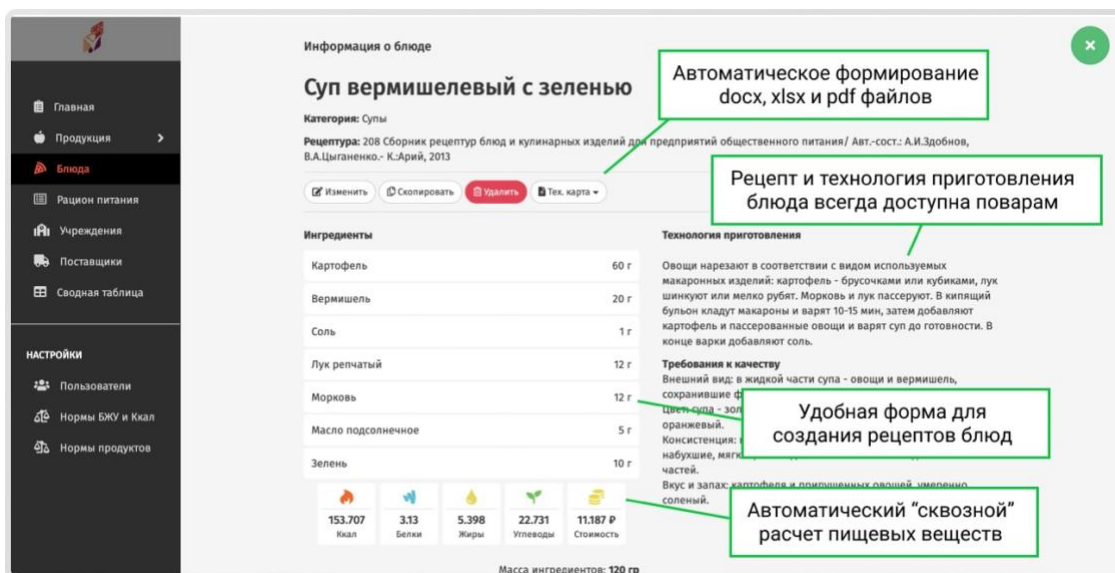 Информация о блюде
Суп вермишелевый с зеленью
Категория: Супы
Рецептура: 208 Сборник рецептур блюд и кулинарных изделий для предприятий общественного питания/ Авт.-сост.: А.И.Здобнов,
В.А.Цыганенко.- К.:Арий, 2013
Изменить
Скопировать
Удалить
Тех. карта
Автоматическое формирование
docx, xlsx и pdf файлов
Рецепт и технология приготовления
блюда всегда доступна поварам
Главная
Продукция
Блюда
Рацион питания
Учреждения
Поставщики
Сводная таблица
НАСТРОЙКИ
Пользователи
Нормы БЖУ и Ккал
Нормы продуктов
Ингредиенты
Картофель 60 г
Вермишель 20 г
Соль 1 г
Лук репчатый 12 г
Морковь 12 г
Масло подсолнечное 5 г
Зелень 10 г
153.707 3.13 5.398 22.731 11.187 ₽
Ккал Белки Жиры Углеводы Стоимость
Масса ингредиентов: 120 гр
Технология приготовления
Овощи нарезают в соответствии с видом используемых
макаронных изделий: картофель - брусочками или кубиками, лук
шинкуют или мелко рубят. Морковь и лук пассеруют. В кипящий
бульон кладут макароны и варят 10-15 мин, затем добавляют
картофель и пассерованные овощи и варят суп до готовности. В
конце варки добавляют соль.
Требования к качеству
Внешний вид: в жидкой части супа - овощи и вермишель,
сохранившие
Цвет: супа -
оранжевый.
Консистенция:
набухшие,
частей.
Вкус и запах: картофеля и припущенных овощей, умеренно
соленый.
Удобная форма для
создания рецептов блюд
Автоматический “сквозной”
расчет пищевых веществ